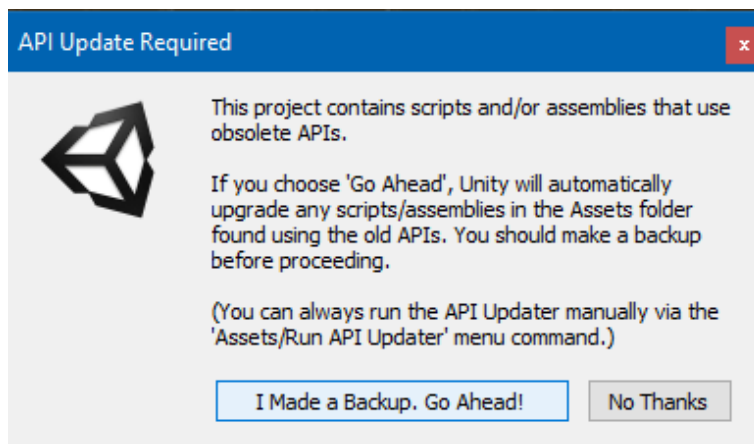 API Update Required
x
This project contains scripts and/or assemblies that use
obsolete APIs.
If you choose 'Go Ahead', Unity will automatically
upgrade any scripts/assemblies in the Assets folder
found using the old APIs. You should make a backup
before proceeding.
(You can always run the API Updater manually via the
'Assets/Run API Updater' menu command.)
I Made a Backup. Go Ahead!
No Thanks